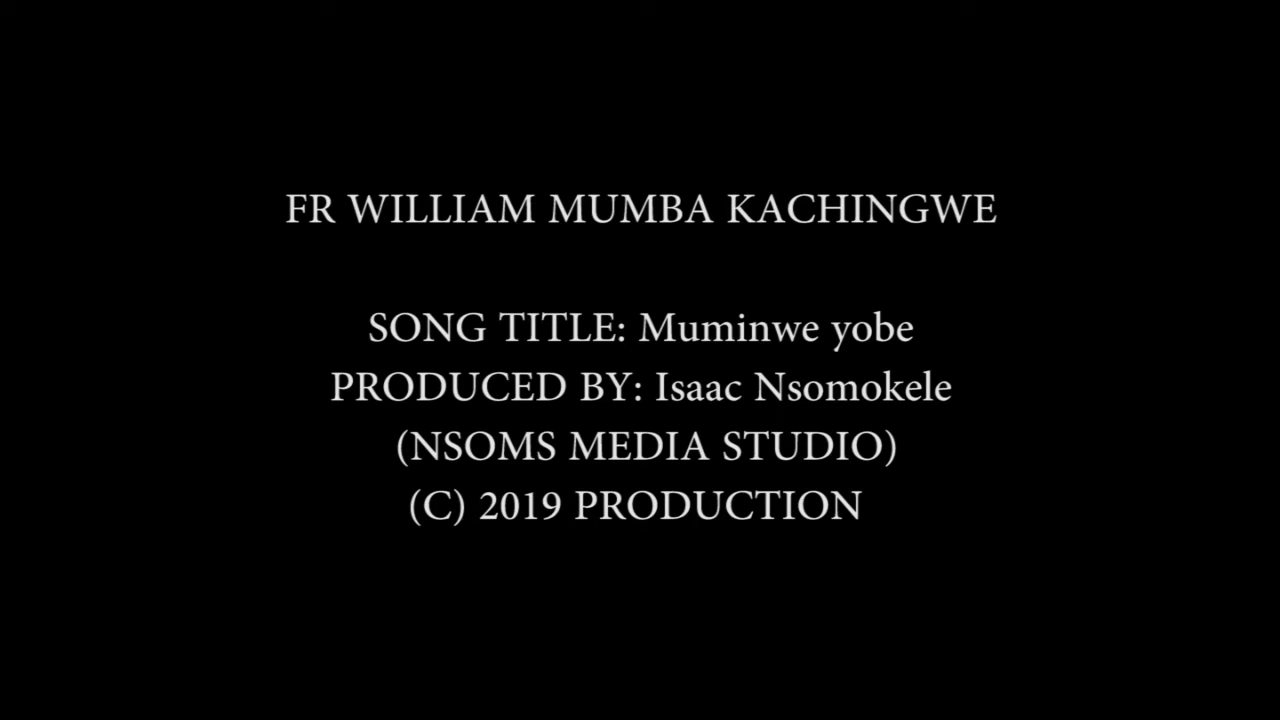 FR WILLIAM MUMBA KACHINGWE
SONG TITLE: Muminwe yobe
PRODUCED BY: Isaac Nsomokele
(NSOMS MEDIA STUDIO)
(C) 2019 PRODUCTION